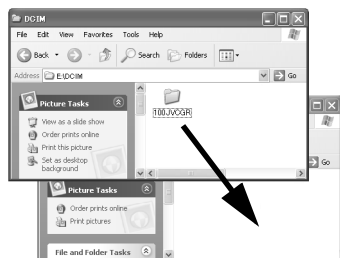 DCIM
File Edit View Favorites Tools Help
Back Search Folders
Address E:\DCIM Go
Picture Tasks
View as a slide show
Order prints online
Print this picture
Set as desktop
background
100JVCGR
Go
Picture Tasks
Order prints online
Print pictures
File and Folder Tasks